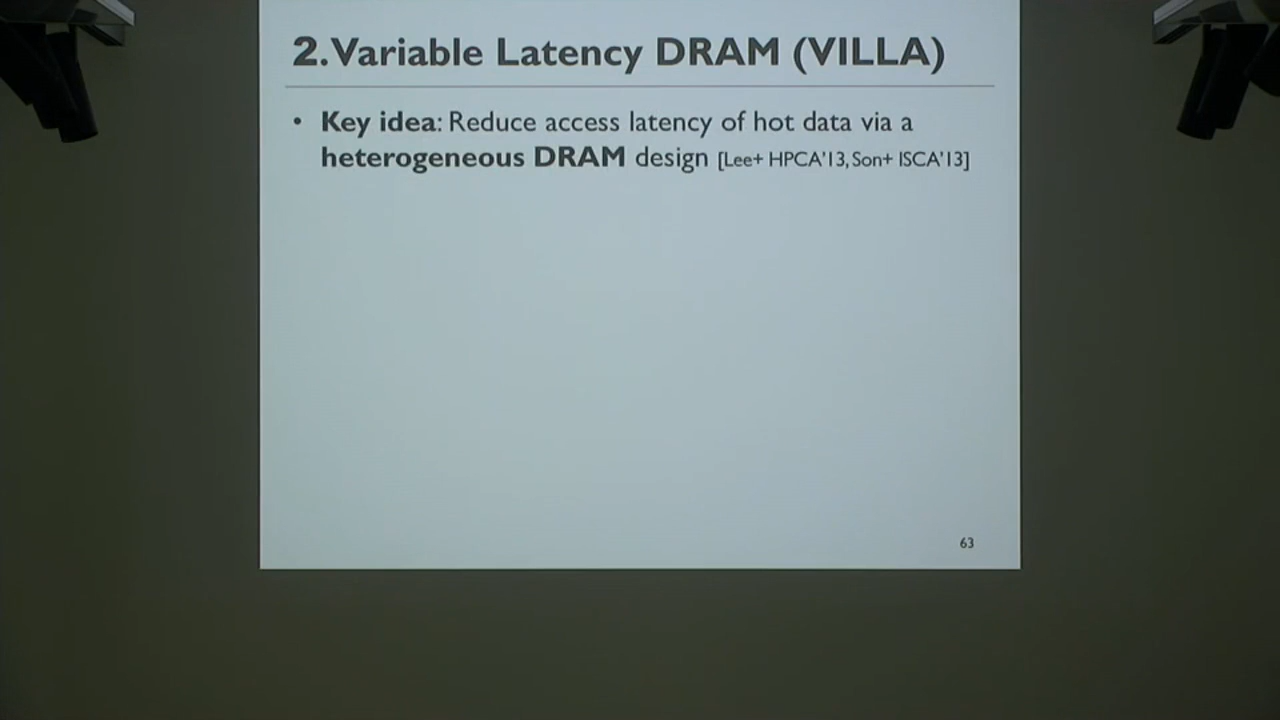 2. Variable Latency DRAM (VILLA)
• Key idea: Reduce access latency of hot data via a
heterogeneous DRAM design [Lee+ HPCA'13, Son+ ISCA'13]
63